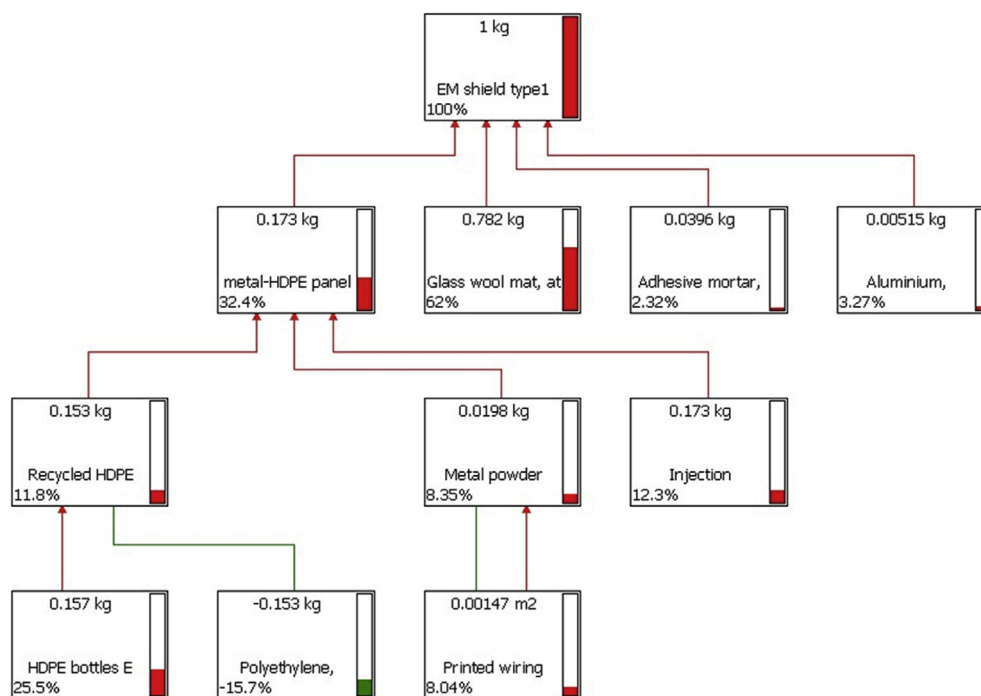 1 kg
EM shield type1
100%
0.173 kg
metal-HDPE panel
32.4%
0.782 kg
Glass wool mat, at
62%
0.0396 kg
Adhesive mortar,
2.32%
0.00515 kg
Aluminium,
3.27%
0.153 kg
Recycled HDPE
11.8%
0.0198 kg
Metal powder
8.35%
0.173 kg
Injection
12.3%
0.157 kg
HDPE bottles E
25.5%
-0.153 kg
Polyethylene,
-15.7%
0.00147 m2
Printed wiring
8.04%